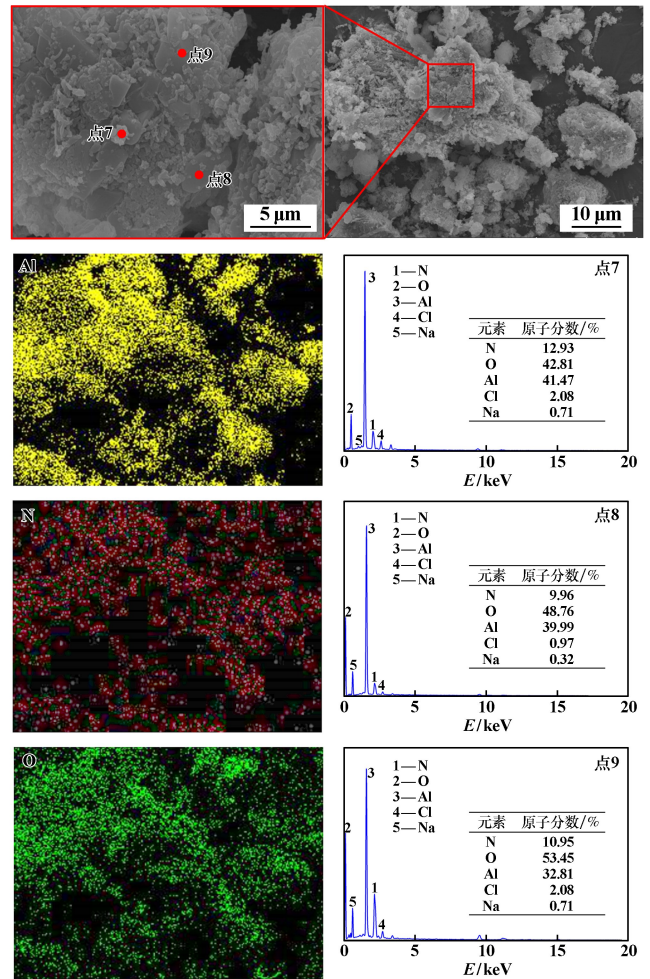 点9
点7
点8
5 μm
10 μm
Al
点7
1—N
2—O
3—Al
4—Cl
5—Na
元素 原子分数/%
N 12.93
O 42.81
Al 41.47
Cl 2.08
Na 0.71
3
2
5
1
4
0 5 10 15 20
E/keV
N
点8
1—N
2—O
3—Al
4—Cl
5—Na
元素 原子分数/%
N 9.96
O 48.76
Al 39.99
Cl 0.97
Na 0.32
3
2
5
1
4
0 5 10 15 20
E/keV
O
点9
1—N
2—O
3—Al
4—Cl
5—Na
元素 原子分数/%
N 10.95
O 53.45
Al 32.81
Cl 2.08
Na 0.71
3
2
5
1
4
0 5 10 15 20
E/keV